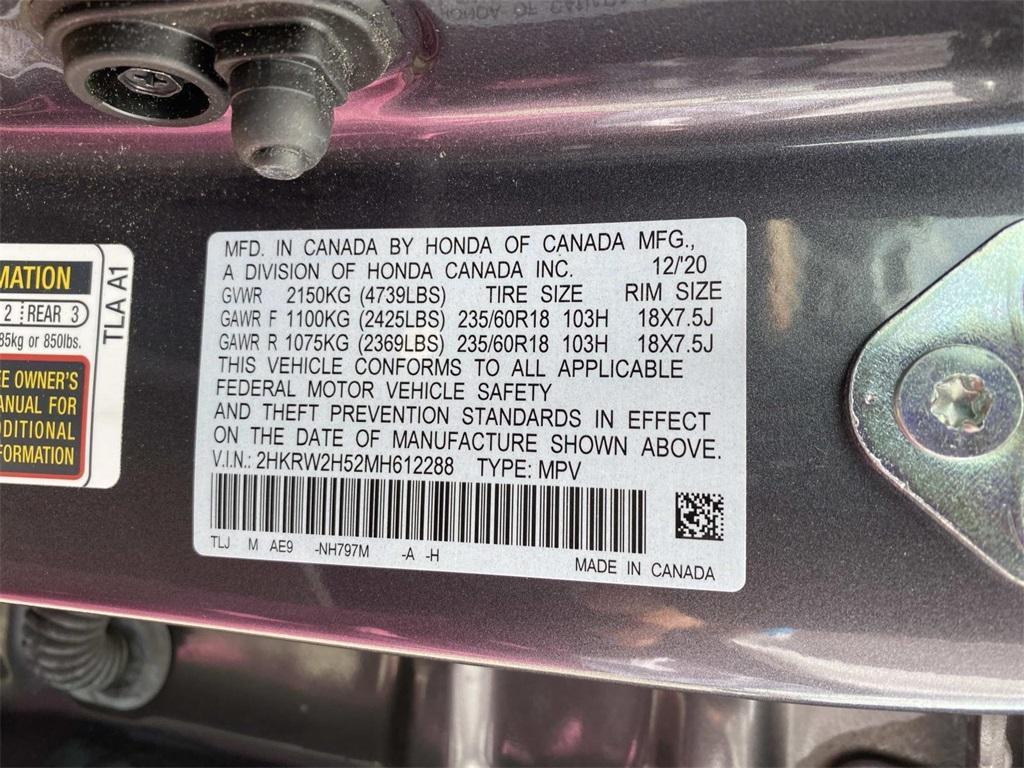 MATION
2 REAR 3
85kg or 850lbs.
EE OWNER'S
ANUAL FOR
DDITIONAL
FORMATION
TLA A1
MFD. IN CANADA BY HONDA OF CANADA MFG.,
A DIVISION OF HONDA CANADA INC. 12/'20
GVWR 2150KG (4739LBS) TIRE SIZE RIM SIZE
GAWR F 1100KG (2425LBS) 235/60R18 103H 18X7.5J
GAWR R 1075KG (2369LBS) 235/60R18 103H 18X7.5J
THIS VEHICLE CONFORMS TO ALL APPLICABLE
FEDERAL MOTOR VEHICLE SAFETY
AND THEFT PREVENTION STANDARDS IN EFFECT
ON THE DATE OF MANUFACTURE SHOWN ABOVE.
V.I.N.: 2HKRW2H52MH612288 TYPE: MPV
TLJ M AE9 -NH797M -A -H
MADE IN CANADA